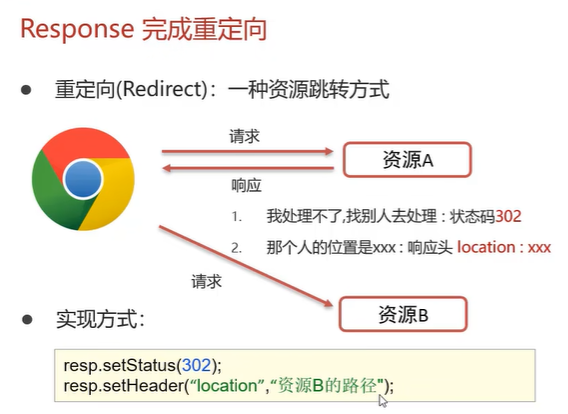 Response 完成重定向
● 重定向(Redirect)：一种资源跳转方式
请求
资源A
响应
1. 我处理不了,找别人去处理 : 状态码302
2. 那个人的位置是xxx : 响应头 location : xxx
请求
资源B
● 实现方式：
resp.setStatus(302);
resp.setHeader(“location”,“资源B的路径");